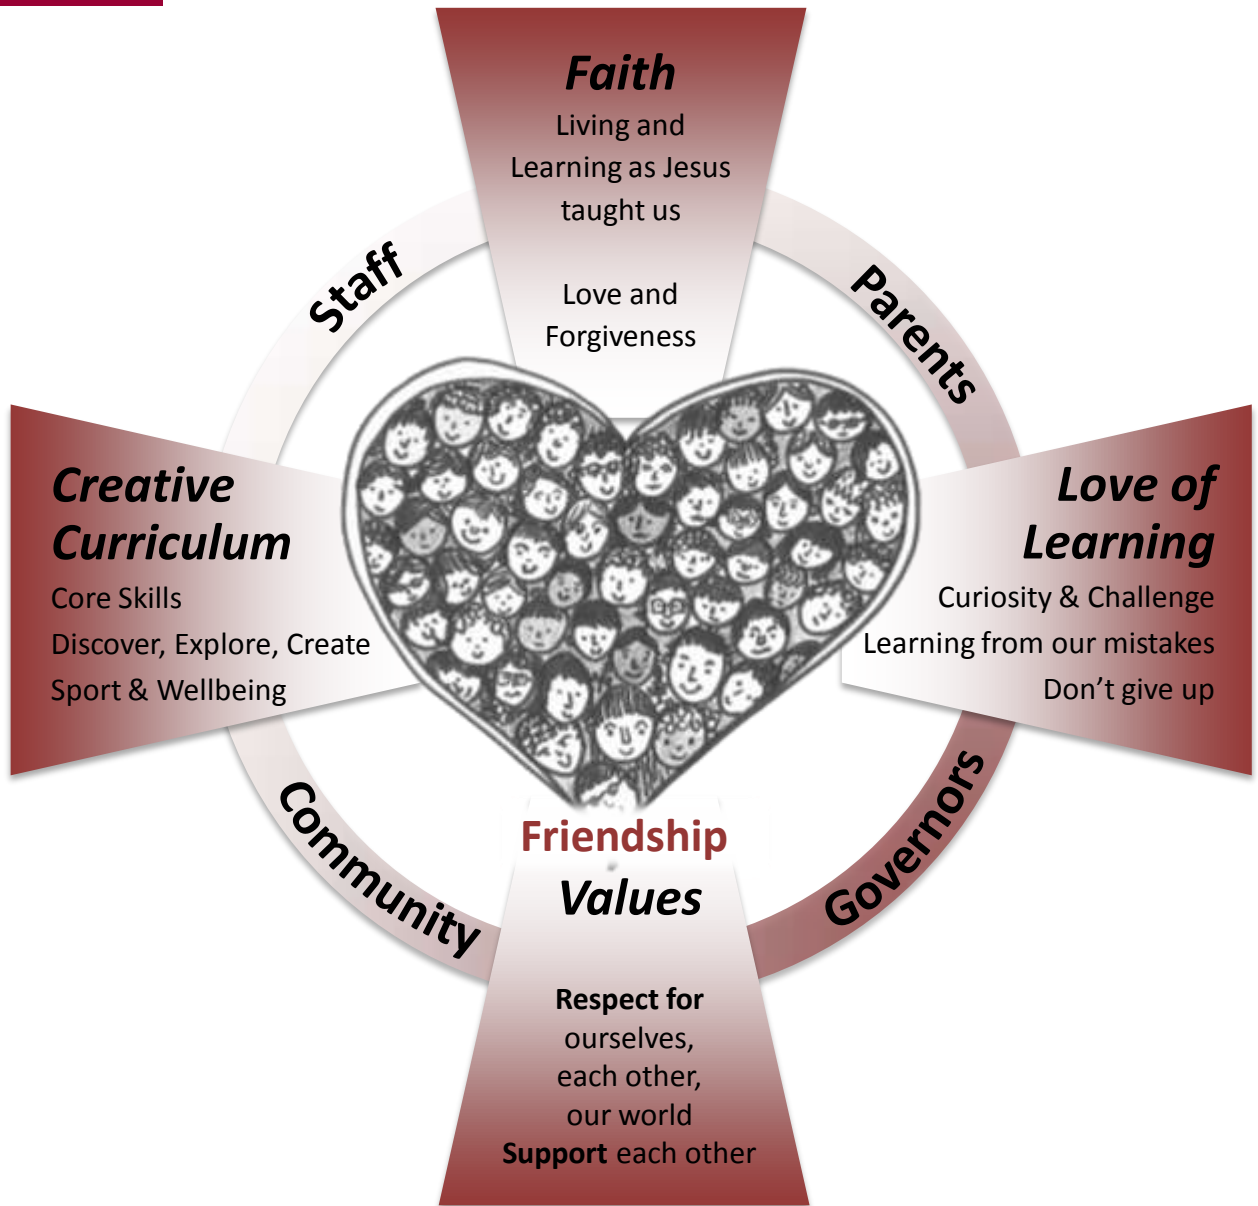 Faith
Living and
Learning as Jesus
taught us
Love and
Forgiveness
Staff
Parents
Creative
Curriculum
Core Skills
Discover, Explore, Create
Sport & Wellbeing
Love of
Learning
Curiosity & Challenge
Learning from our mistakes
Don’t give up
Community
Governors
Friendship
Values
Respect for
ourselves,
each other,
our world
Support each other